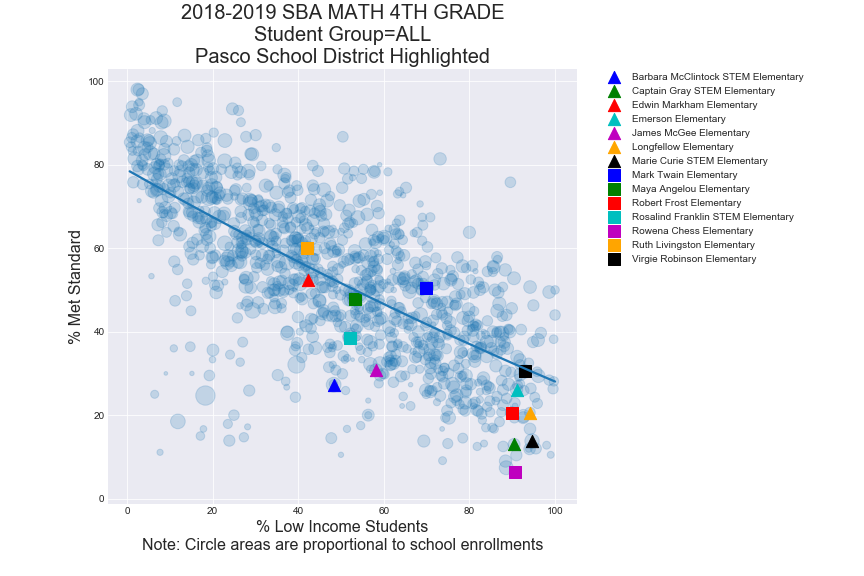 2018-2019 SBA MATH 4TH GRADE
Student Group=ALL
Pasco School District Highlighted
% Met Standard
100
80
60
40
20
0
0 20 40 60 80 100
% Low Income Students
Note: Circle areas are proportional to school enrollments
Barbara McClintock STEM Elementary
Captain Gray STEM Elementary
Edwin Markham Elementary
Emerson Elementary
James McGee Elementary
Longfellow Elementary
Marie Curie STEM Elementary
Mark Twain Elementary
Maya Angelou Elementary
Robert Frost Elementary
Rosalind Franklin STEM Elementary
Rowena Chess Elementary
Ruth Livingston Elementary
Virgie Robinson Elementary